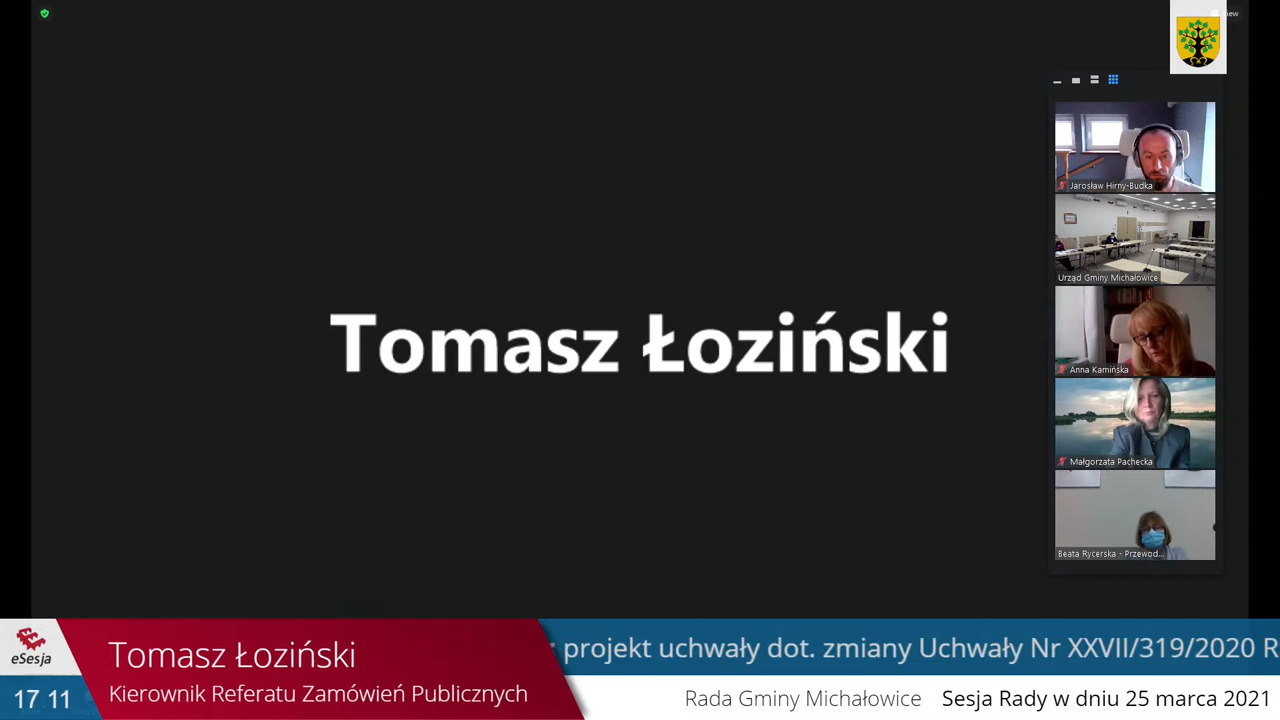 View
Jarosław Hirny-Budka
Urząd Gminy Michałowice
Tomasz Łoziński
Anna Kamińska
Małgorzata Pachecka
Beata Rycerska - Przewod...
eSesja
Tomasz Łoziński
projekt uchwały dot. zmiany Uchwały Nr XXVII/319/2020 R
17 11
Kierownik Referatu Zamówień Publicznych
Rada Gminy Michałowice
Sesja Rady w dniu 25 marca 2021